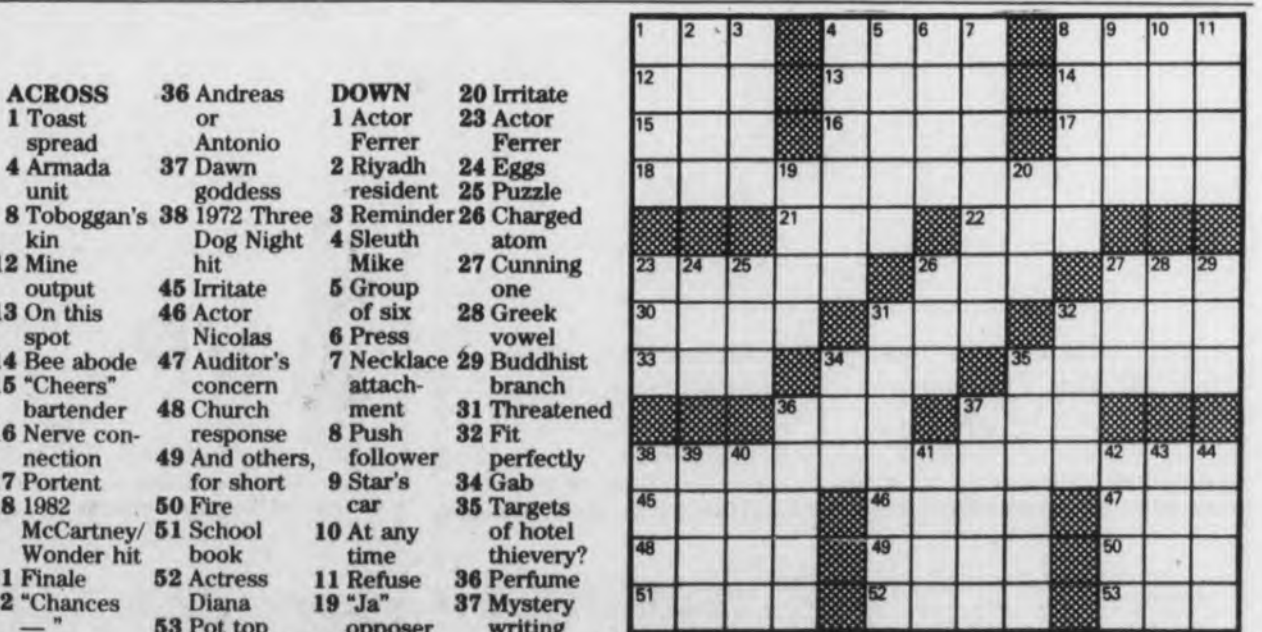 ACROSS
1 Toast
spread
4 Armada
unit
8 Toboggan's
kin
2 Mine
output
3 On this
spot
4 Bee abode
5 "Cheers"
bartender
6 Nerve con-
nection
7 Portent
8 1982
McCartney/
Wonder hit
1 Finale
2 "Chances
— "
36 Andreas
or
Antonio
37 Dawn
goddess
38 1972 Three
Dog Night
hit
45 Irritate
46 Actor
Nicolas
47 Auditor's
concern
48 Church
response
49 And others,
for short
50 Fire
51 School
book
52 Actress
Diana
53 Pot top
DOWN
1 Actor
Ferrer
2 Riyadh
resident
3 Reminder
4 Sleuth
Mike
5 Group
of six
6 Press
7 Necklace
attach-
ment
8 Push
follower
9 Star's
car
10 At any
time
11 Refuse
19 "Ja"
opposer
20 Irritate
23 Actor
Ferrer
24 Eggs
25 Puzzle
26 Charged
atom
27 Cunning
one
28 Greek
vowel
29 Buddhist
branch
31 Threatened
32 Fit
perfectly
34 Gab
35 Targets
of hotel
thievery?
36 Perfume
37 Mystery
writing
1 2 3 4 5 6 7 8 9 10 11
12 13 14
15 16 17
18 19 20
21 22
23 24 25 26 27 28 29
30 31 32
33 34 35
36 37
38 39 40 41 42 43 44
45 46 47
48 49 50
51 52 53